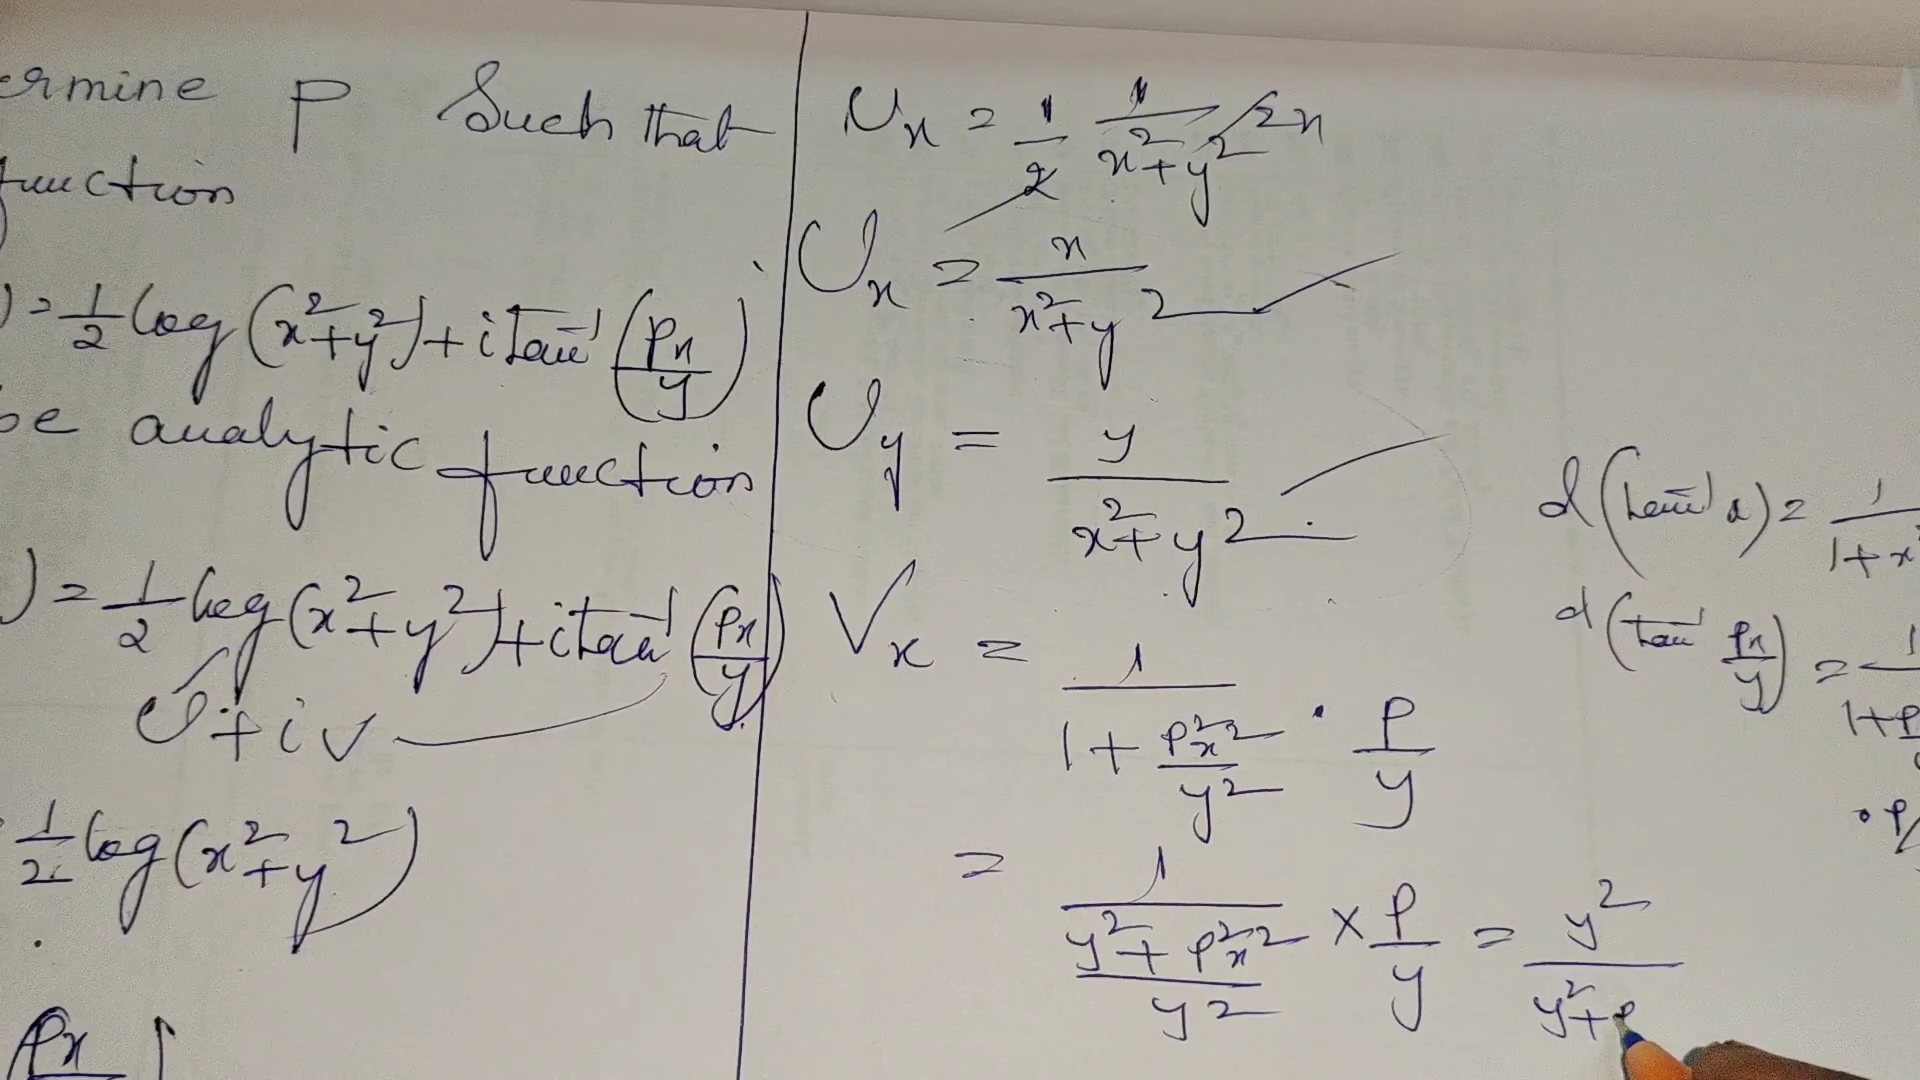 ermine P Such that
function
) = 1/2 log (x²+y²) + i tan⁻¹ (px/y)
be analytic function
) = 1/2 log (x²+y²) + i tan⁻¹ (px/y)
U + i V
1/2 log (x²+y²)
px/
Ux = 1/2 1/(x²+y²) 2x
Ux = x/(x²+y²)
Uy = y/(x²+y²)
Vx = 1/(1 + p²x²/y²) · p/y
= 1/((y² + p²x²)/y²) × p/y = y²/(y²+p
d (tan⁻¹ x) = 1/(1+x²
d (tan⁻¹ px/y) = 1/(1+p
· p/